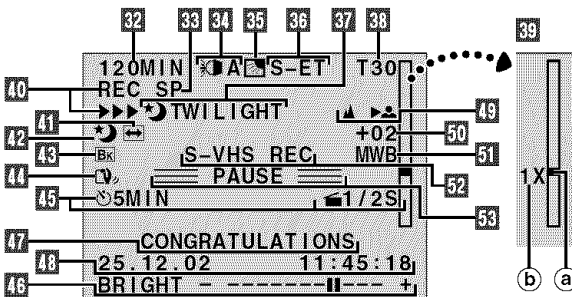 32 33 34 35 36 37 38 39
120MIN A S-ET T30
40 REC SP
TWILIGHT 49
41
42 +02 50
43 BK S-VHS REC MWB 51
44 PAUSE 52
1X
45 5MIN 1/2S 53
47 CONGRATULATIONS
48 25.12.02 11:45:18
46 BRIGHT - - - - - - - - - +
b a